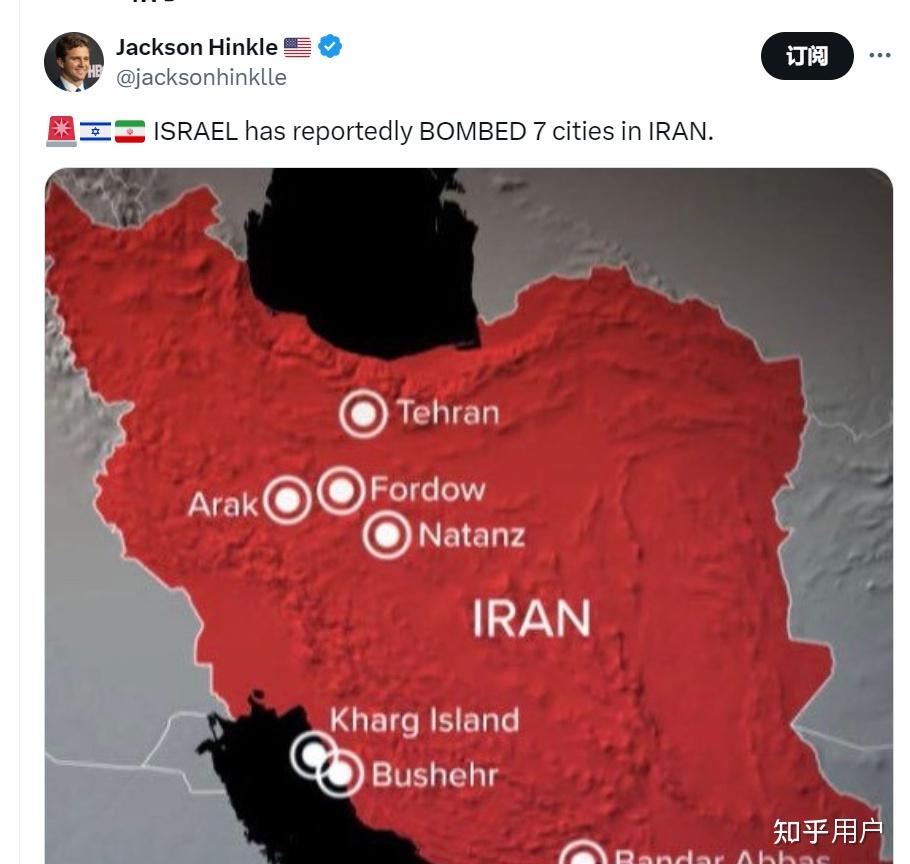 Jackson Hinkle
@jacksonhinklle
订阅
ISRAEL has reportedly BOMBED 7 cities in IRAN.
Tehran
Fordow
Arak
Natanz
IRAN
Kharg Island
Bushehr
知乎用户
Bandar Abbas